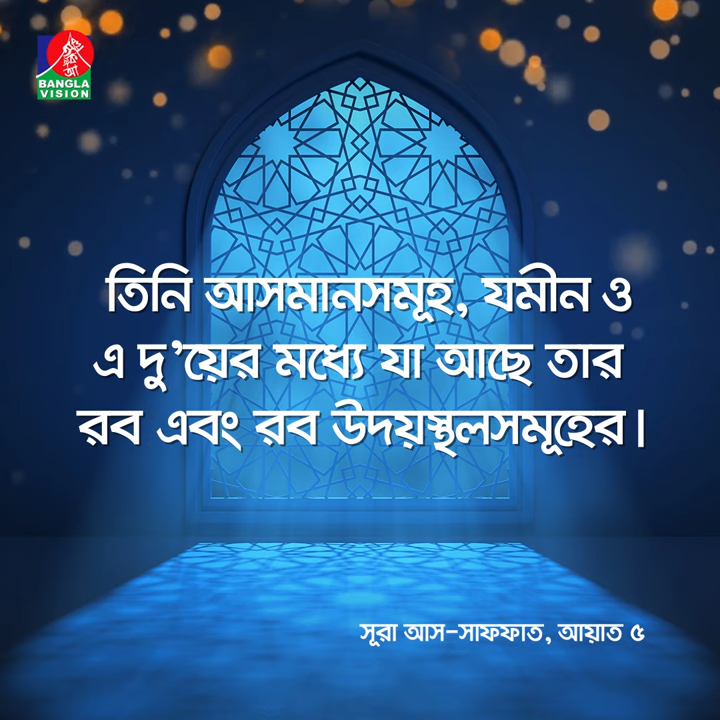 BANGLA
VISION
তিনি আসমানসমূহ, যমীন ও
এ দু’য়ের মধ্যে যা আছে তার
রব এবং রব উদয়স্থলসমূহের।
সূরা আস-সাফফাত, আয়াত ৫